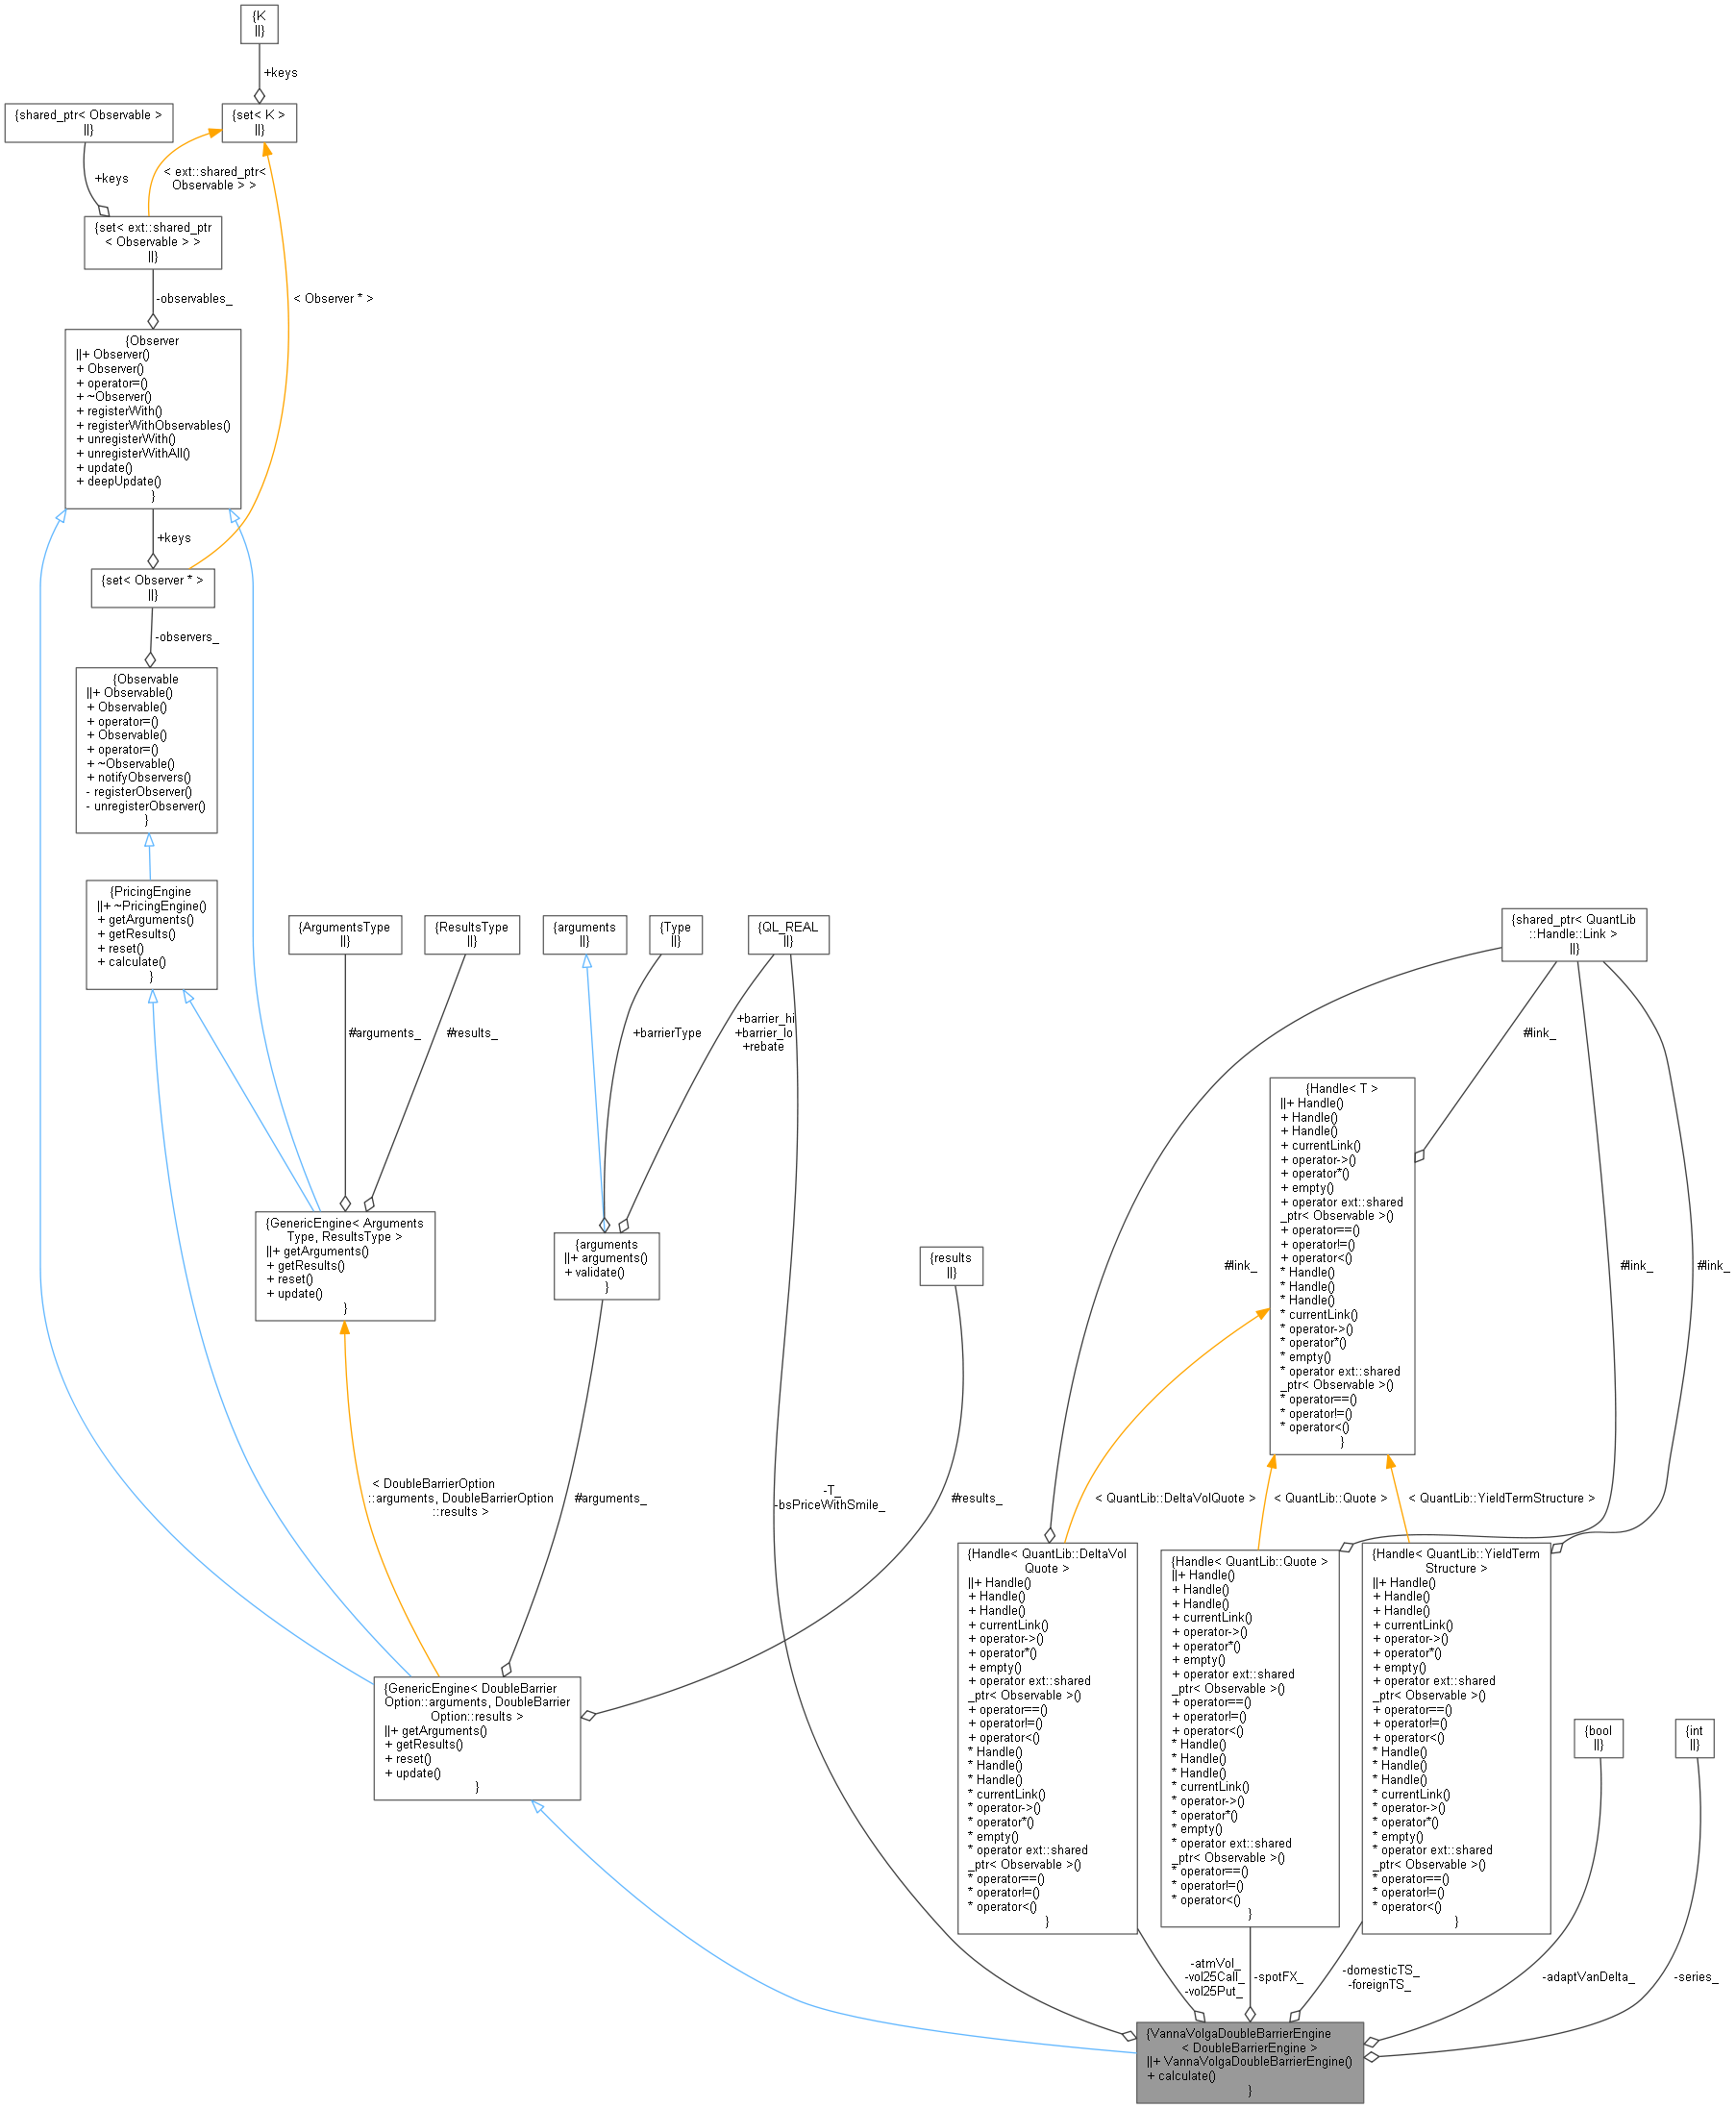 {K
||}
+keys
{shared_ptr< Observable >
||}
{set< K >
||}
+keys
< ext::shared_ptr<
Observable > >
{set< ext::shared_ptr
< Observable > >
||}
-observables_
< Observer * >
{Observer
||+ Observer()
+ Observer()
+ operator=()
+ ~Observer()
+ registerWith()
+ registerWithObservables()
+ unregisterWith()
+ unregisterWithAll()
+ update()
+ deepUpdate()
}
+keys
{set< Observer * >
||}
-observers_
{Observable
||+ Observable()
+ Observable()
+ operator=()
+ Observable()
+ operator=()
+ ~Observable()
+ notifyObservers()
- registerObserver()
- unregisterObserver()
}
{PricingEngine
||+ ~PricingEngine()
+ getArguments()
+ getResults()
+ reset()
+ calculate()
}
{ArgumentsType
||}
{ResultsType
||}
{arguments
||}
{Type
||}
{QL_REAL
||}
{shared_ptr< QuantLib
::Handle::Link >
||}
#arguments_
#results_
+barrierType
+barrier_hi
+barrier_lo
+rebate
#link_
{Handle< T >
||+ Handle()
+ Handle()
+ Handle()
+ currentLink()
+ operator->()
+ operator*()
+ empty()
+ operator ext::shared
_ptr< Observable >()
+ operator==()
+ operator!=()
+ operator<()
* Handle()
* Handle()
* Handle()
* currentLink()
* operator->()
* operator*()
* empty()
* operator ext::shared
_ptr< Observable >()
* operator==()
* operator!=()
* operator<()
}
{GenericEngine< Arguments
Type, ResultsType >
||+ getArguments()
+ getResults()
+ reset()
+ update()
}
{arguments
||+ arguments()
+ validate()
}
{results
||}
#link_
#link_
#link_
< DoubleBarrierOption
::arguments, DoubleBarrierOption
::results >
#arguments_
-T_
-bsPriceWithSmile_
#results_
< QuantLib::DeltaVolQuote >
< QuantLib::Quote >
< QuantLib::YieldTermStructure >
{Handle< QuantLib::DeltaVol
Quote >
||+ Handle()
+ Handle()
+ Handle()
+ currentLink()
+ operator->()
+ operator*()
+ empty()
+ operator ext::shared
_ptr< Observable >()
+ operator==()
+ operator!=()
+ operator<()
* Handle()
* Handle()
* Handle()
* currentLink()
* operator->()
* operator*()
* empty()
* operator ext::shared
_ptr< Observable >()
* operator==()
* operator!=()
* operator<()
}
{Handle< QuantLib::Quote >
||+ Handle()
+ Handle()
+ Handle()
+ currentLink()
+ operator->()
+ operator*()
+ empty()
+ operator ext::shared
_ptr< Observable >()
+ operator==()
+ operator!=()
+ operator<()
* Handle()
* Handle()
* Handle()
* currentLink()
* operator->()
* operator*()
* empty()
* operator ext::shared
_ptr< Observable >()
* operator==()
* operator!=()
* operator<()
}
{Handle< QuantLib::YieldTerm
Structure >
||+ Handle()
+ Handle()
+ Handle()
+ currentLink()
+ operator->()
+ operator*()
+ empty()
+ operator ext::shared
_ptr< Observable >()
+ operator==()
+ operator!=()
+ operator<()
* Handle()
* Handle()
* Handle()
* currentLink()
* operator->()
* operator*()
* empty()
* operator ext::shared
_ptr< Observable >()
* operator==()
* operator!=()
* operator<()
}
{GenericEngine< DoubleBarrier
Option::arguments, DoubleBarrier
Option::results >
||+ getArguments()
+ getResults()
+ reset()
+ update()
}
{bool
||}
{int
||}
-atmVol_
-vol25Call_
-vol25Put_
-spotFX_
-domesticTS_
-foreignTS_
-adaptVanDelta_
-series_
{VannaVolgaDoubleBarrierEngine
< DoubleBarrierEngine >
||+ VannaVolgaDoubleBarrierEngine()
+ calculate()
}